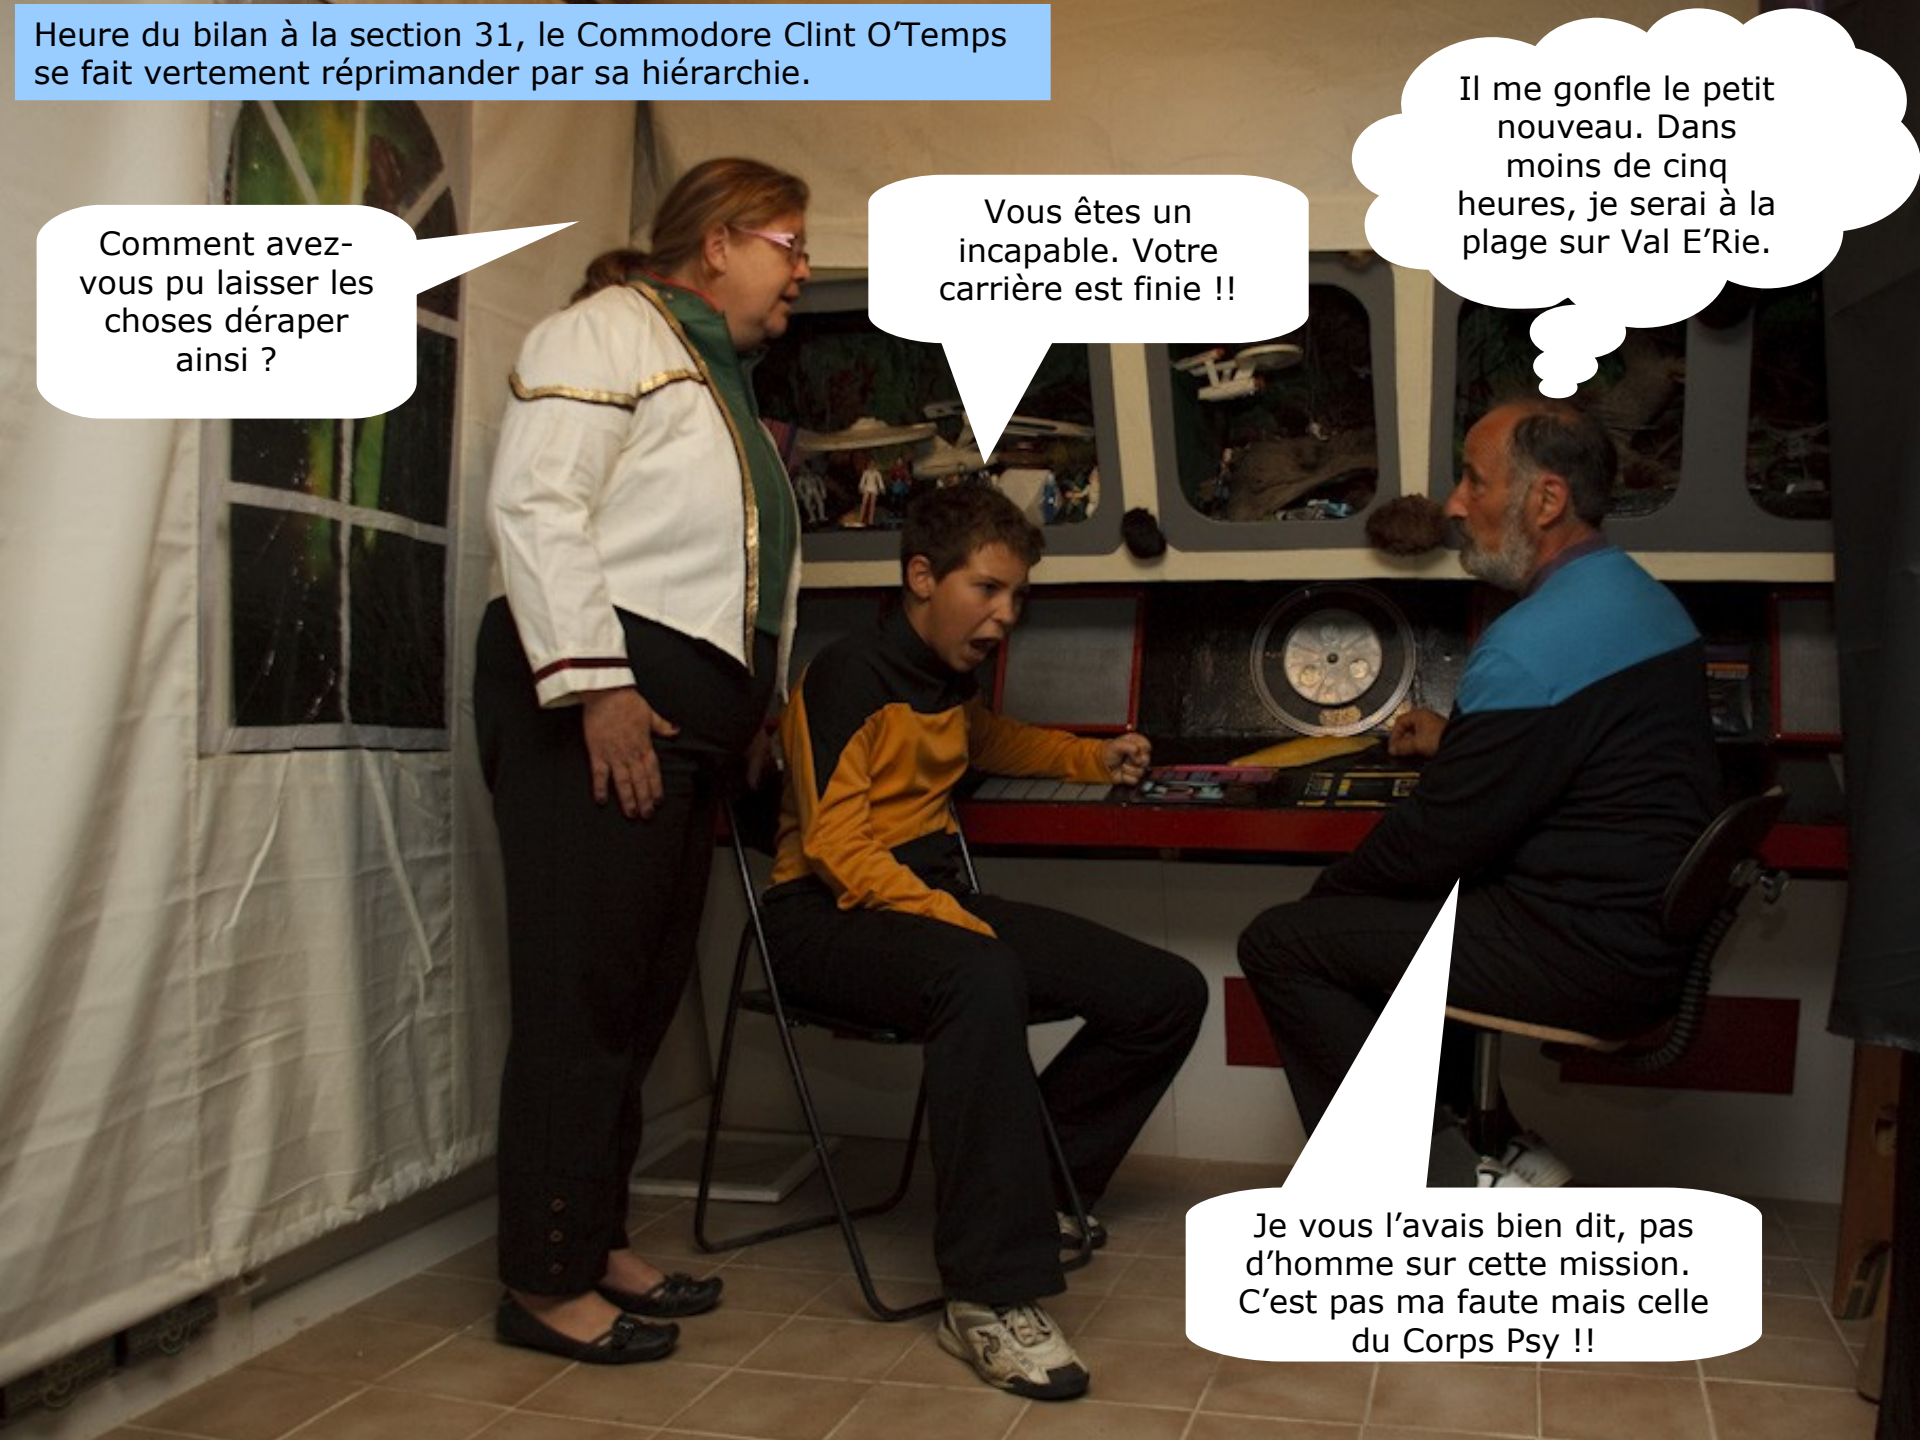 Heure du bilan à la section 31, le Commodore Clint O’Temps
se fait vertement réprimander par sa hiérarchie.
Comment avez-
vous pu laisser les
choses déraper
ainsi ?
Vous êtes un
incapable. Votre
carrière est finie !!
Il me gonfle le petit
nouveau. Dans
moins de cinq
heures, je serai à la
plage sur Val E’Rie.
Je vous l’avais bien dit, pas
d’homme sur cette mission.
C’est pas ma faute mais celle
du Corps Psy !!